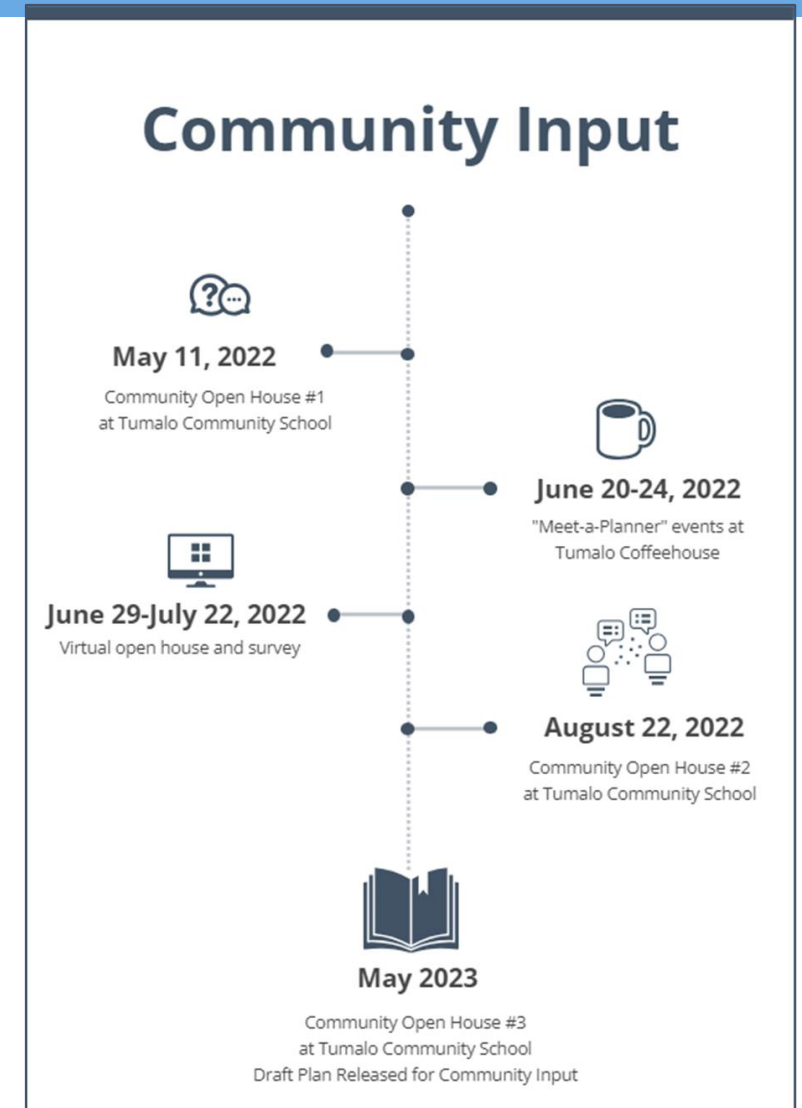 Community Input
May 11, 2022
Community Open House #1
at Tumalo Community School
June 20-24, 2022
"Meet-a-Planner" events at
Tumalo Coffeehouse
June 29-July 22, 2022
Virtual open house and survey
August 22, 2022
Community Open House #2
at Tumalo Community School
May 2023
Community Open House #3
at Tumalo Community School
Draft Plan Released for Community Input